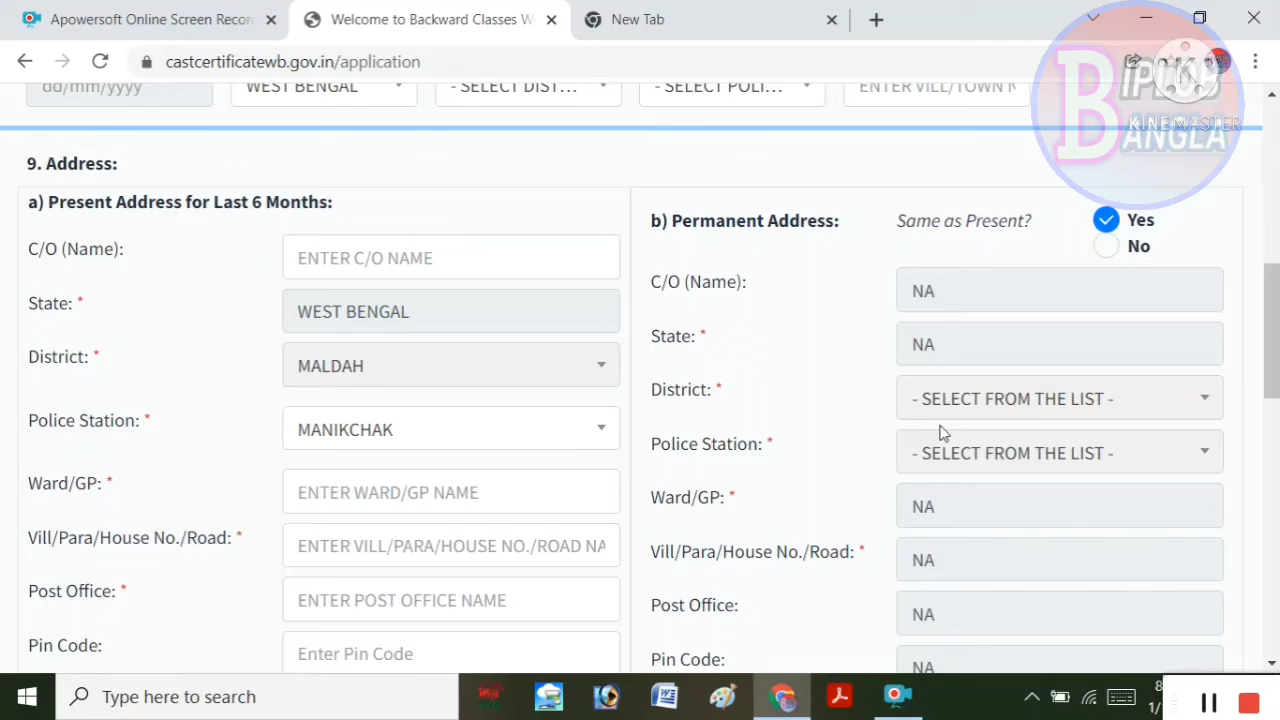 Apowersoft Online Screen Recor
Welcome to Backward Classes W
New Tab
castcertificatewb.gov.in/application
dd/mm/yyyy
WEST BENGAL
- SELECT DIST...
- SELECT POLI...
ENTER VILL/TOWN N
B
BANGLA
KINEMASTER
9. Address:
a) Present Address for Last 6 Months:
C/O (Name):
ENTER C/O NAME
State: *
WEST BENGAL
District: *
MALDAH
Police Station: *
MANIKCHAK
Ward/GP: *
ENTER WARD/GP NAME
Vill/Para/House No./Road: *
ENTER VILL/PARA/HOUSE NO./ROAD NA
Post Office: *
ENTER POST OFFICE NAME
Pin Code:
Enter Pin Code
b) Permanent Address:
Same as Present?
Yes
No
C/O (Name):
NA
State: *
NA
District: *
- SELECT FROM THE LIST -
Police Station: *
- SELECT FROM THE LIST -
Ward/GP: *
NA
Vill/Para/House No./Road: *
NA
Post Office:
NA
Pin Code:
NA
Type here to search
8
1/